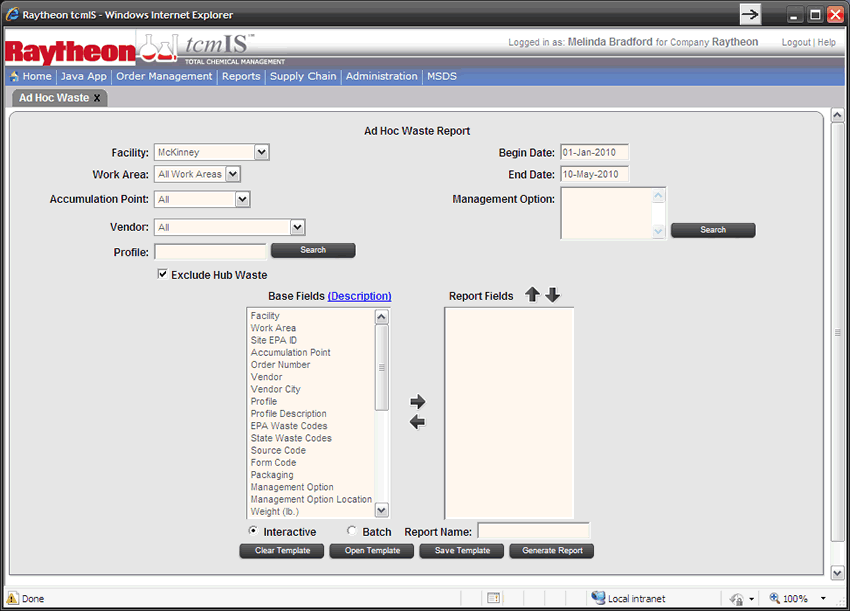 Raytheon tcmIS - Windows Internet Explorer
Raytheon tcmIS™
TOTAL CHEMICAL MANAGEMENT
Logged in as: Melinda Bradford for Company Raytheon Logout | Help
Home Java App Order Management Reports Supply Chain Administration MSDS
Ad Hoc Waste X
Ad Hoc Waste Report
Facility: McKinney Begin Date: 01-Jan-2010
Work Area: All Work Areas End Date: 10-May-2010
Accumulation Point: All Management Option:
Vendor: All Search
Profile: Search
Exclude Hub Waste
Base Fields (Description) Report Fields
Facility
Work Area
Site EPA ID
Accumulation Point
Order Number
Vendor
Vendor City
Profile
Profile Description
EPA Waste Codes
State Waste Codes
Source Code
Form Code
Packaging
Management Option
Management Option Location
Weight (lb.)
Interactive Batch Report Name:
Clear Template Open Template Save Template Generate Report
Done Local intranet 100%